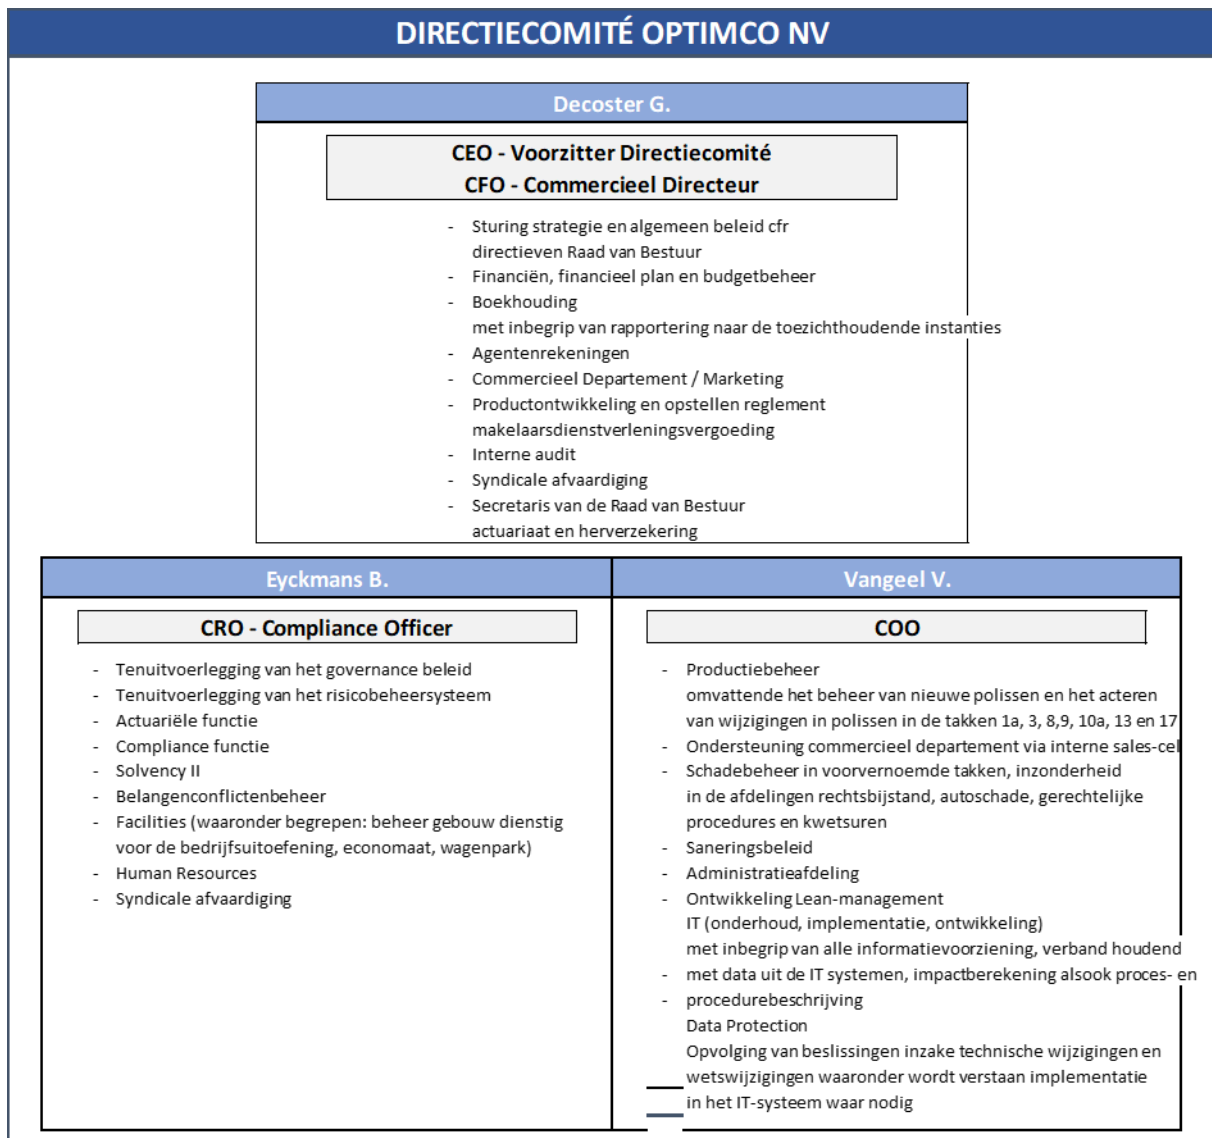 DIRECTIECOMITÉ OPTIMCO NV
Decoster G.
CEO - Voorzitter Directiecomité
CFO - Commercieel Directeur
- Sturing strategie en algemeen beleid cfr
directieven Raad van Bestuur
- Financiën, financieel plan en budgetbeheer
- Boekhouding
met inbegrip van rapportering naar de toezichthoudende instanties
- Agentenrekeningen
- Commercieel Departement / Marketing
- Productontwikkeling en opstellen reglement
makelaarsdienstverleningsvergoeding
- Interne audit
- Syndicale afvaardiging
- Secretaris van de Raad van Bestuur
actuariaat en herverzekering
Eyckmans B.
CRO - Compliance Officer
- Tenuitvoerlegging van het governance beleid
- Tenuitvoerlegging van het risicobeheersysteem
- Actuariële functie
- Compliance functie
- Solvency II
- Belangenconflictenbeheer
- Facilities (waaronder begrepen: beheer gebouw dienstig
voor de bedrijfsuitoefening, economaat, wagenpark)
- Human Resources
- Syndicale afvaardiging
Vangeel V.
COO
- Productiebeheer
omvattende het beheer van nieuwe polissen en het acteren
van wijzigingen in polissen in de takken 1a, 3, 8,9, 10a, 13 en 17
- Ondersteuning commercieel departement via interne sales-cel
- Schadebeheer in voorvernoemde takken, inzonderheid
in de afdelingen rechtsbijstand, autoschade, gerechtelijke
procedures en kwetsuren
- Saneringsbeleid
- Administratieafdeling
- Ontwikkeling Lean-management
IT (onderhoud, implementatie, ontwikkeling)
met inbegrip van alle informatievoorziening, verband houdend
- met data uit de IT systemen, impactberekening alsook proces- en
- procedurebeschrijving
Data Protection
Opvolging van beslissingen inzake technische wijzigingen en
wetswijzigingen waaronder wordt verstaan implementatie
in het IT-systeem waar nodig